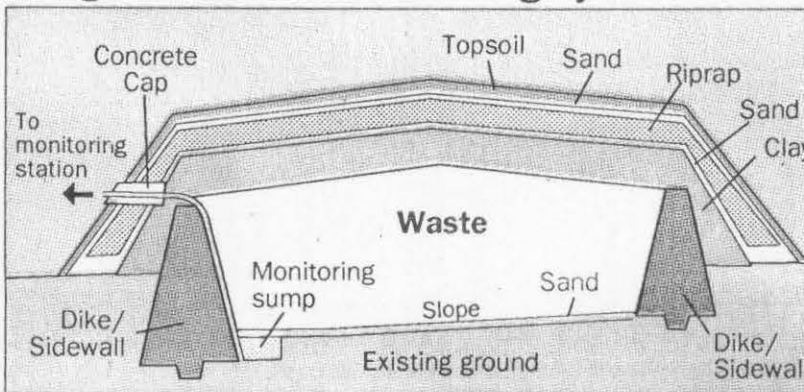 Topsoil
Sand
Concrete
Cap
Riprap
Sand
To
monitoring
station
Waste
Monitoring
sump
Slope
Sand
Dike/
Sidewall
Existing ground
Dike/